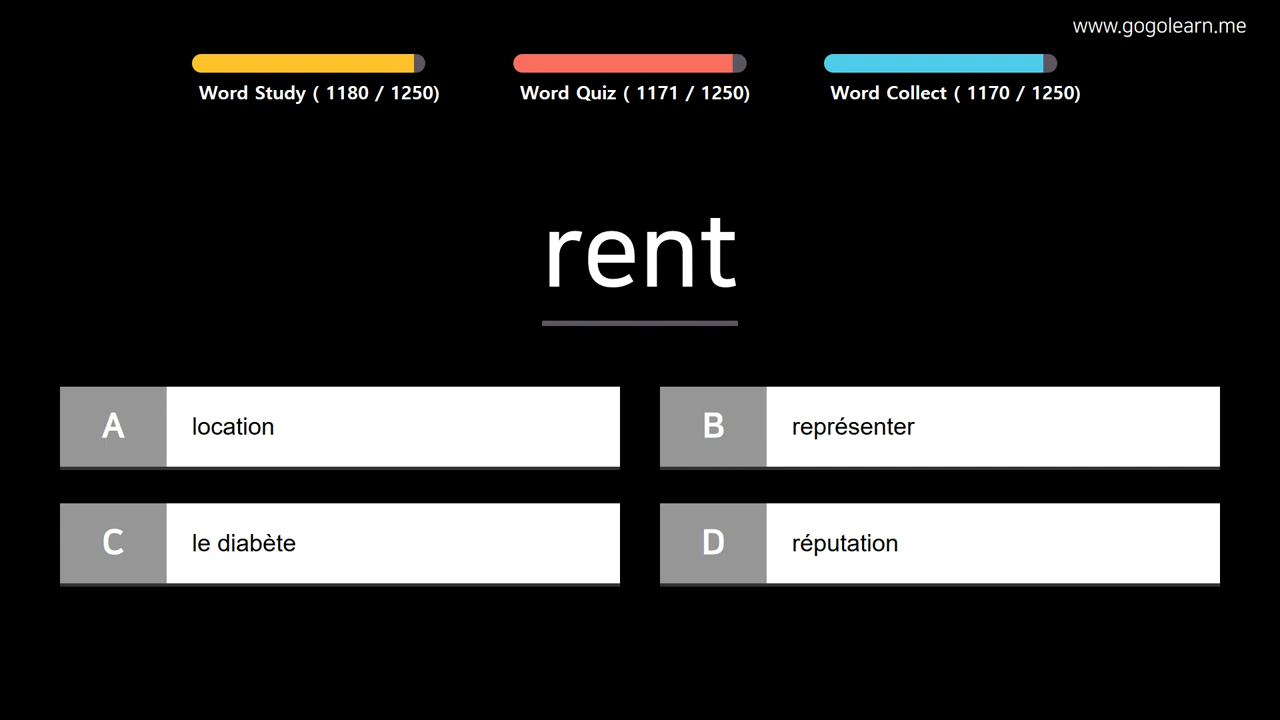 www.gogolearn.me
Word Study ( 1180 / 1250)
Word Quiz ( 1171 / 1250)
Word Collect ( 1170 / 1250)
rent
A location
B représenter
C le diabète
D réputation